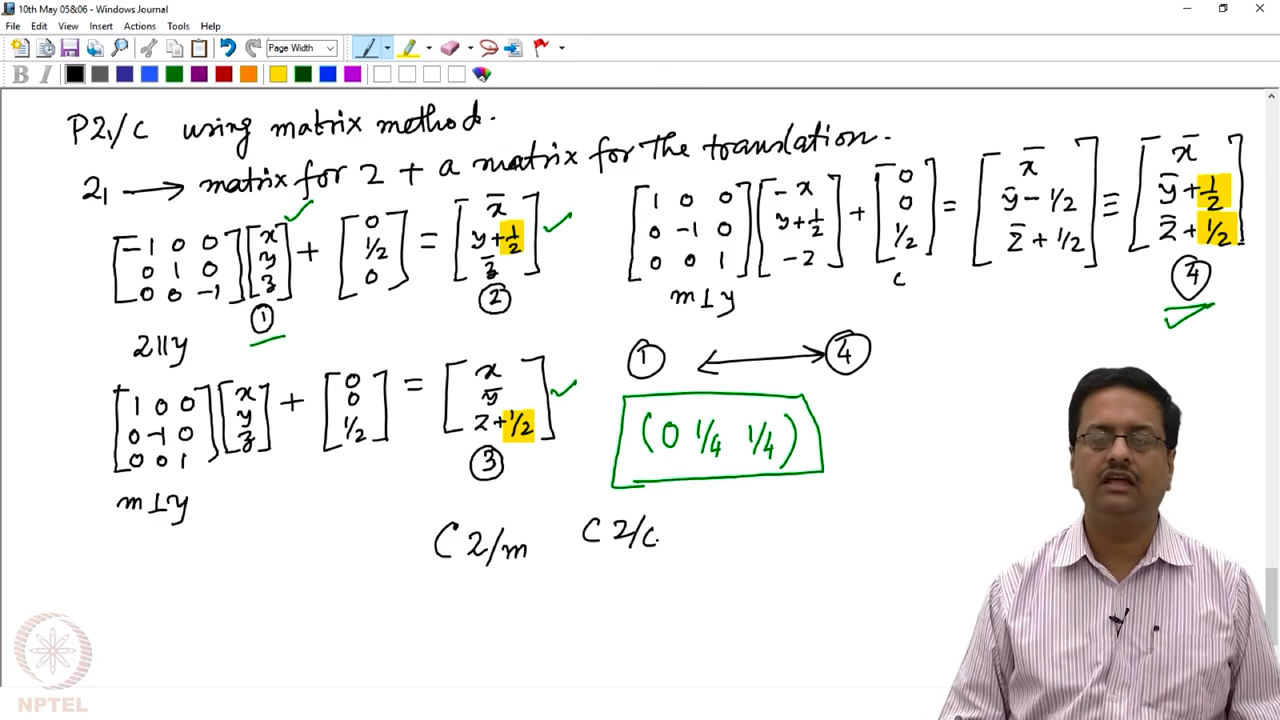 10th May 05&06 - Windows Journal
File Edit View Insert Actions Tools Help
Page Width
B I
P2₁/c using matrix method.
2₁ ⟶ matrix for 2 + a matrix for the translation.
[-1 0 0; 0 1 0; 0 0 -1] [x; y; z] + [0; 1/2; 0] = [x̄; y+1/2; z̄] ✓
① ②
2||y
[1 0 0; 0 -1 0; 0 0 1] [x; y; z] + [0; 0; 1/2] = [x; ȳ; z+1/2] ✓
③
m⊥y
[1 0 0; 0 -1 0; 0 0 1] [-x; y+1/2; -z] + [0; 0; 1/2] = [x̄; ȳ-1/2; z̄+1/2] ≡ [x̄; ȳ+1/2; z̄+1/2]
m⊥y c ④ ✓
① ⟷ ④
(0 1/4 1/4)
C 2/m C 2/c
NPTEL